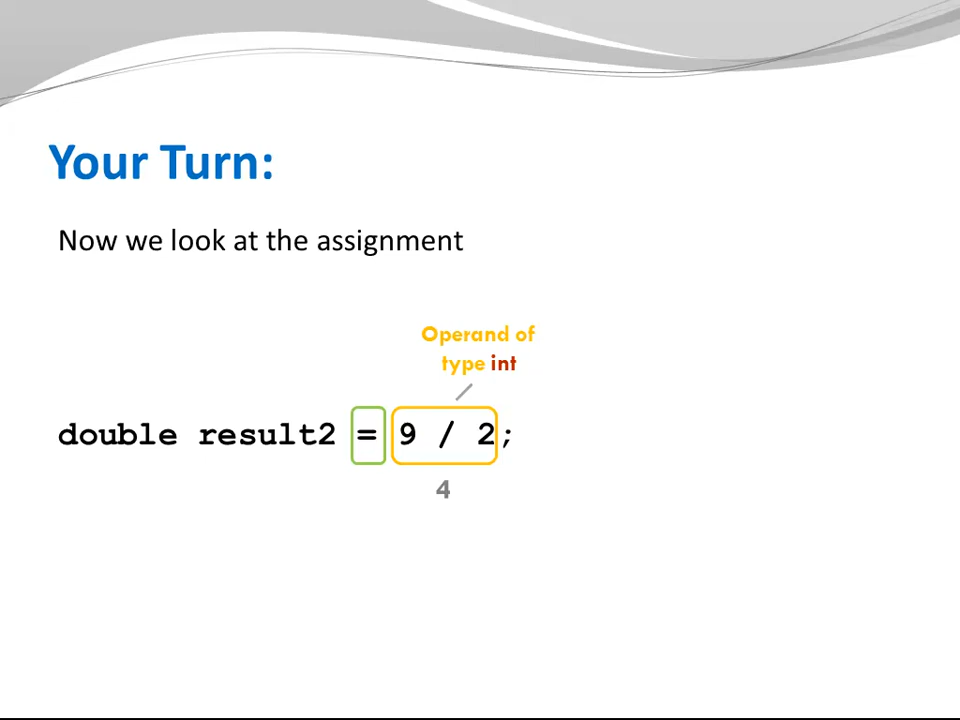 Your Turn:
Now we look at the assignment
Operand of
type int
double result2 = 9 / 2;
4